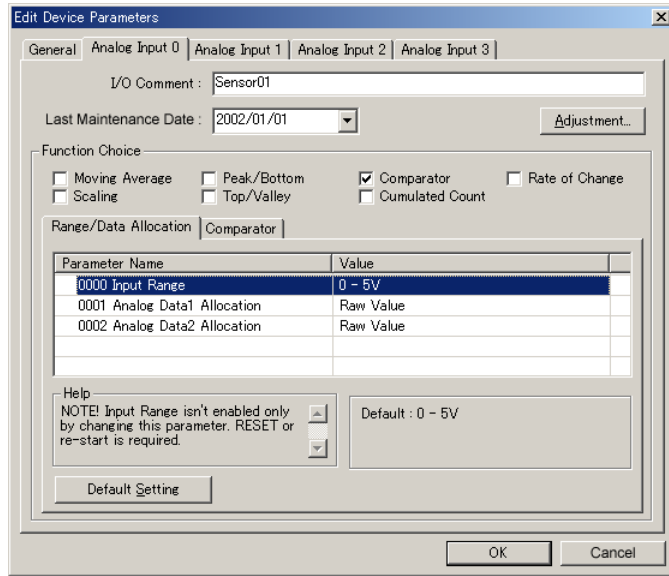 Edit Device Parameters
General Analog Input 0 Analog Input 1 Analog Input 2 Analog Input 3
I/O Comment : Sensor01
Last Maintenance Date : 2002/01/01 Adjustment...
Function Choice
Moving Average Peak/Bottom Comparator Rate of Change
Scaling Top/Valley Cumulated Count
Range/Data Allocation Comparator
Parameter Name Value
0000 Input Range 0 - 5V
0001 Analog Data1 Allocation Raw Value
0002 Analog Data2 Allocation Raw Value
Help
NOTE! Input Range isn't enabled only
by changing this parameter. RESET or
re-start is required.
Default : 0 - 5V
Default Setting
OK Cancel